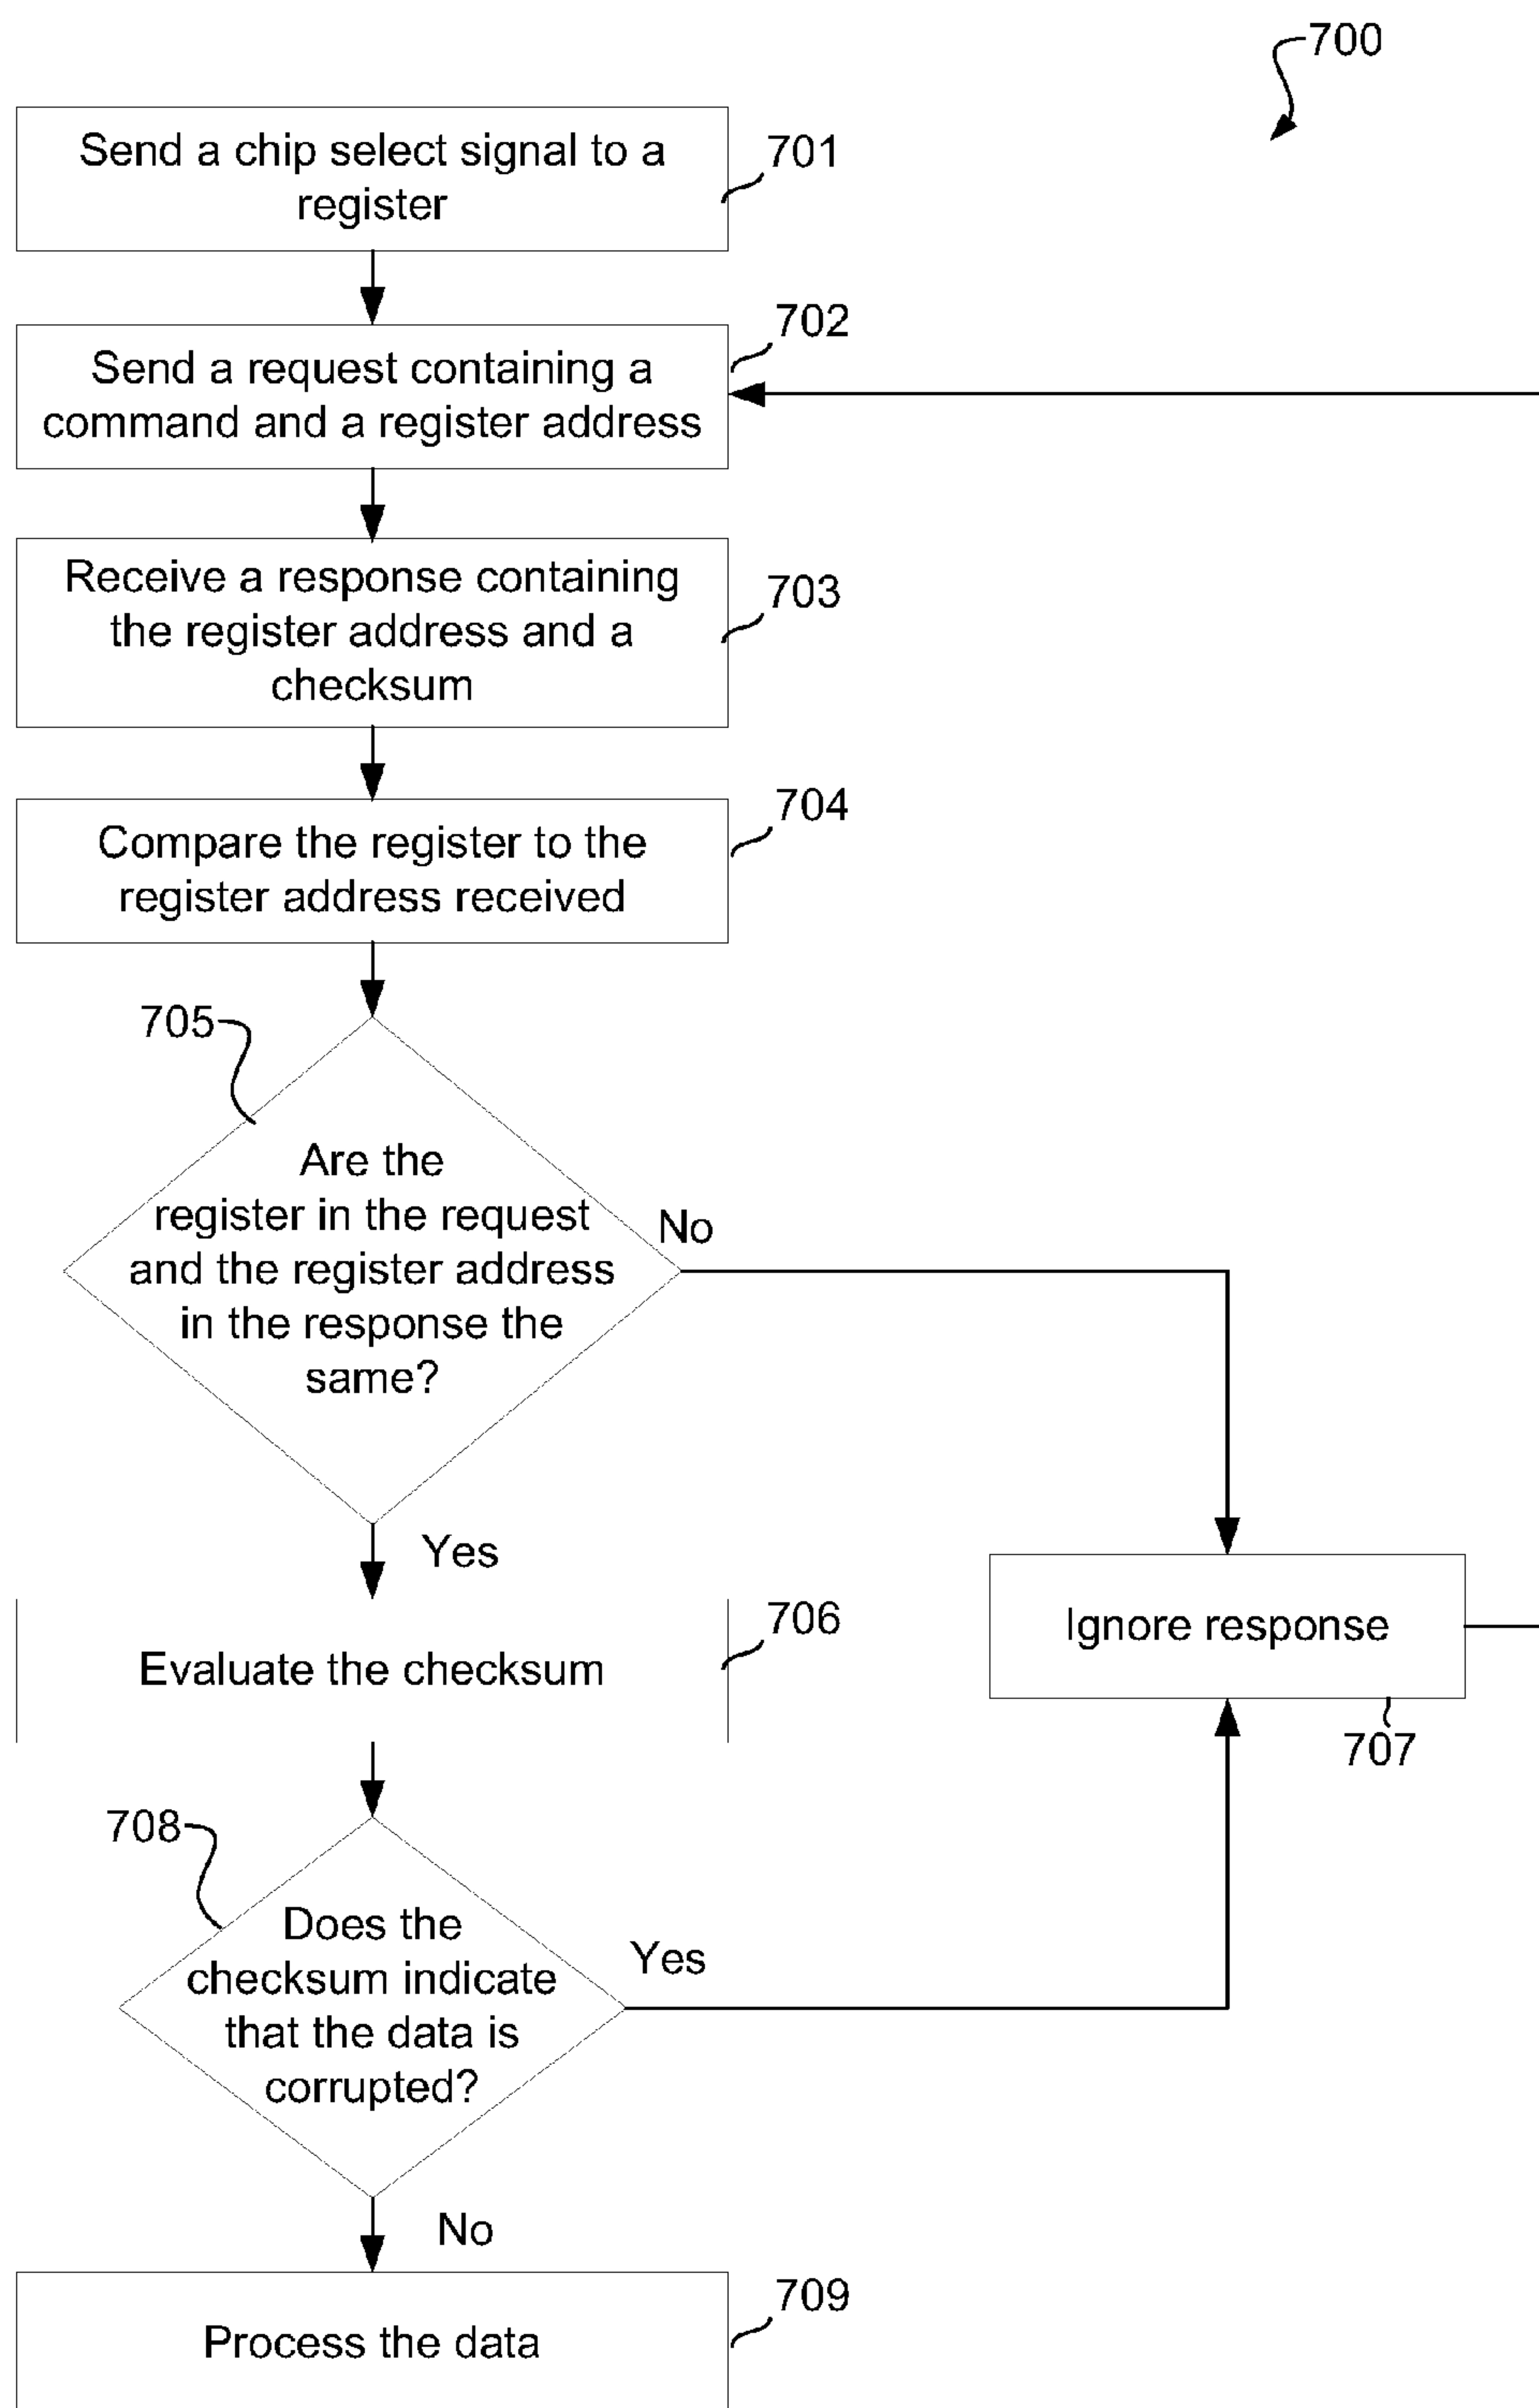 700
Send a chip select signal to a
register
701
702
Send a request containing a
command and a register address
Receive a response containing
the register address and a
checksum
703
704
Compare the register to the
register address received
705
Are the
register in the request
and the register address
in the response the
same?
No
Yes
706
Evaluate the checksum
Ignore response
707
708
Does the
checksum indicate
that the data is
corrupted?
Yes
No
709
Process the data